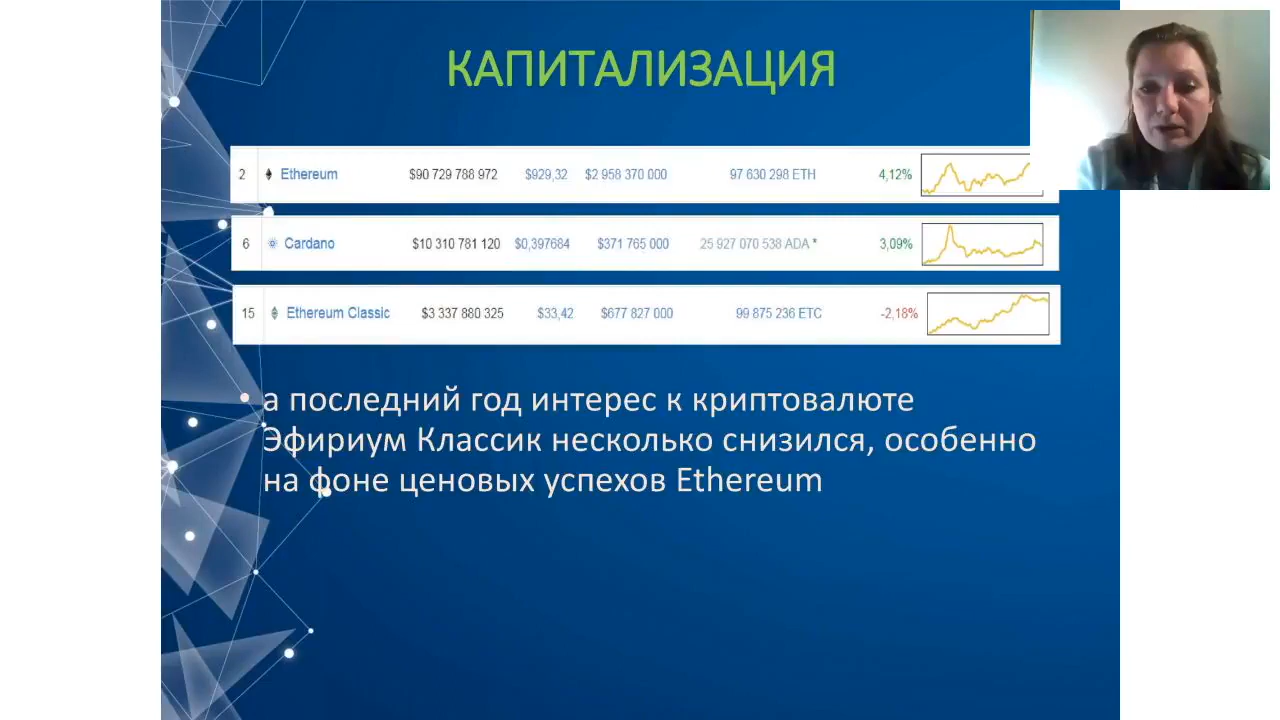 КАПИТАЛИЗАЦИЯ
2 Ethereum $90 729 788 972 $929,32 $2 958 370 000 97 630 298 ETH 4,12%
6 Cardano $10 310 781 120 $0,397684 $371 765 000 25 927 070 538 ADA * 3,09%
15 Ethereum Classic $3 337 880 325 $33,42 $677 827 000 99 875 236 ETC -2,18%
• а последний год интерес к криптовалюте
Эфириум Классик несколько снизился, особенно
на фоне ценовых успехов Ethereum